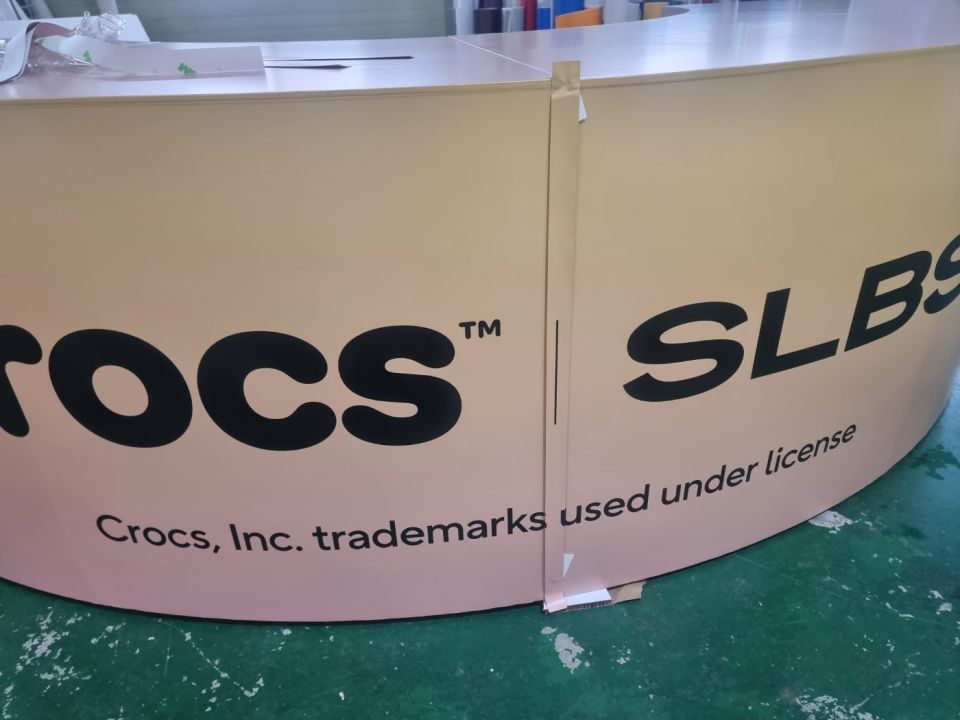 rocs™ SLBS
Crocs, Inc. trademarks used under license